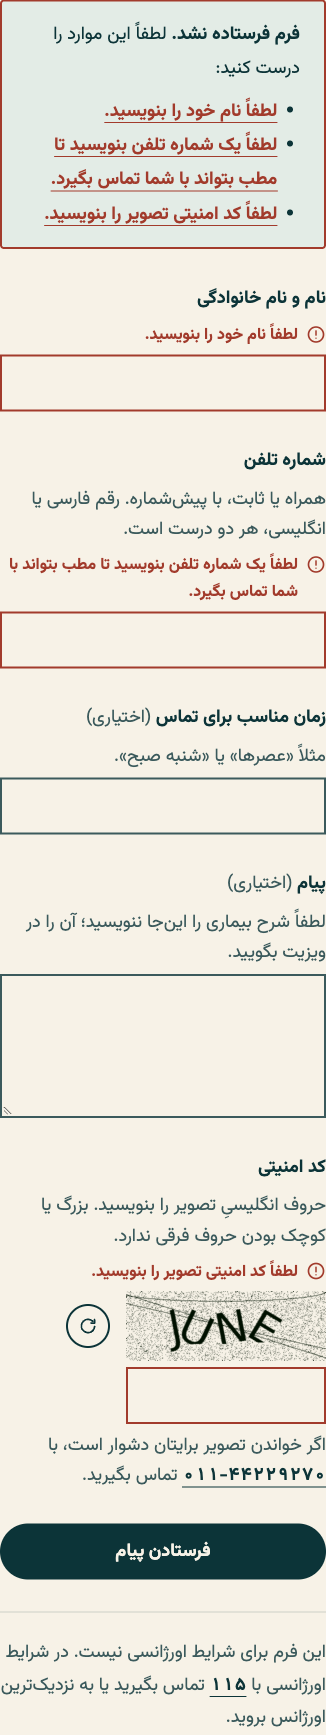 فرم فرستاده نشد. لطفاً این موارد را
درست کنید:
• لطفاً نام خود را بنویسید.
• لطفاً یک شماره تلفن بنویسید تا
مطب بتواند با شما تماس بگیرد.
• لطفاً کد امنیتی تصویر را بنویسید.
نام و نام خانوادگی
لطفاً نام خود را بنویسید.
شماره تلفن
همراه یا ثابت، با پیش‌شماره. رقم فارسی یا
انگلیسی، هر دو درست است.
لطفاً یک شماره تلفن بنویسید تا مطب بتواند با
شما تماس بگیرد.
زمان مناسب برای تماس (اختیاری)
مثلاً «عصرها» یا «شنبه صبح».
پیام (اختیاری)
لطفاً شرح بیماری را این‌جا ننویسید؛ آن را در
ویزیت بگویید.
کد امنیتی
حروف انگلیسیِ تصویر را بنویسید. بزرگ یا
کوچک بودن حروف فرقی ندارد.
لطفاً کد امنیتی تصویر را بنویسید.
JUNE
اگر خواندن تصویر برایتان دشوار است، با
۰۱۱-۴۴۲۲۹۲۷۰ تماس بگیرید.
فرستادن پیام
این فرم برای شرایط اورژانسی نیست. در شرایط
اورژانسی با ۱۱۵ تماس بگیرید یا به نزدیک‌ترین
اورژانس بروید.